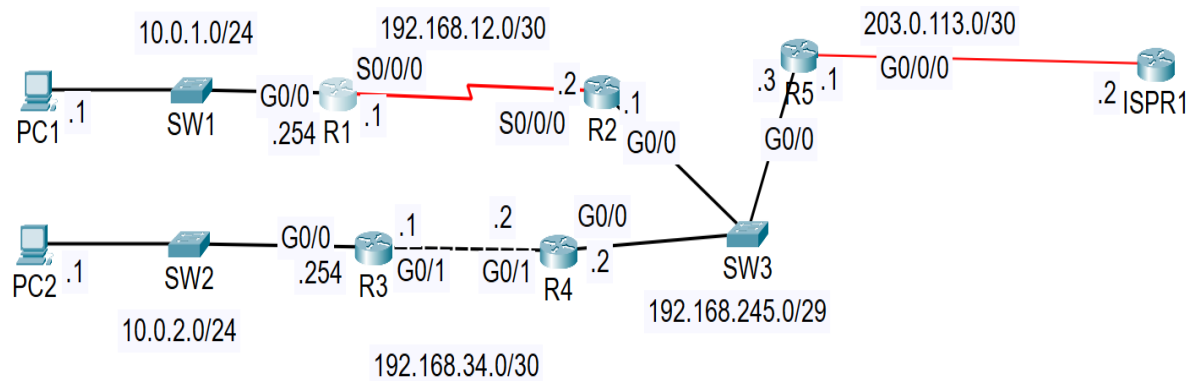 10.0.1.0/24
192.168.12.0/30
203.0.113.0/30
S0/0/0
G0/0
.1
PC1
SW1
.254
R1
.1
.2
S0/0/0
R2
.1
G0/0
.3
R5
.1
G0/0/0
.2
ISPR1
G0/0
PC2
.1
SW2
G0/0
.254
R3
.1
G0/1
.2
G0/1
R4
G0/0
.2
SW3
10.0.2.0/24
192.168.245.0/29
192.168.34.0/30